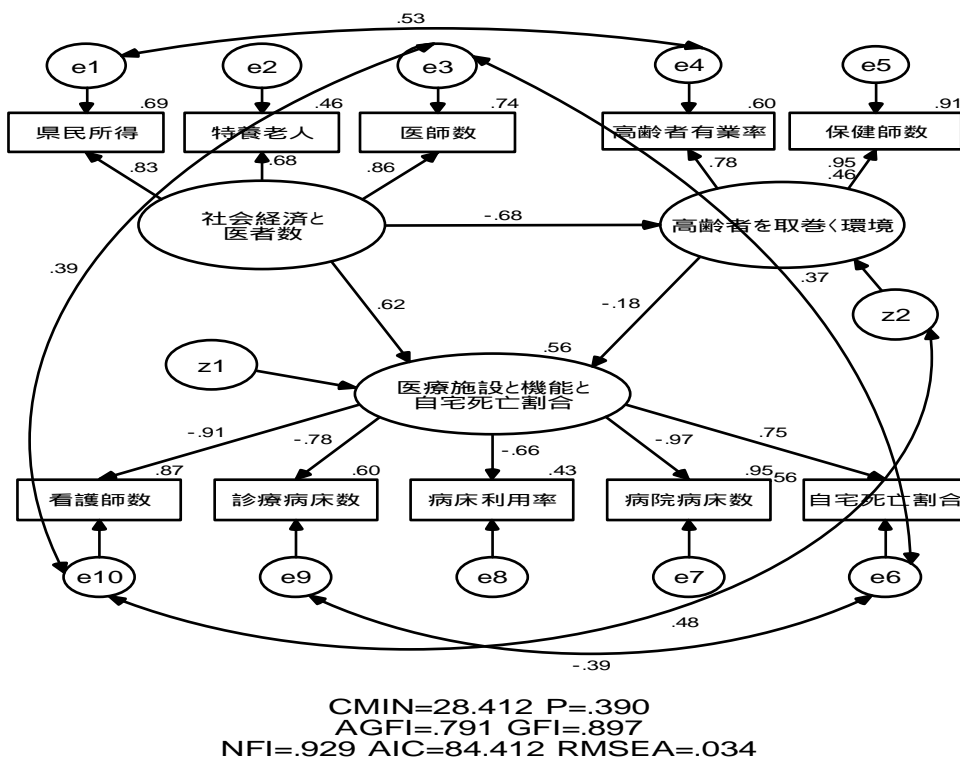 .53
e1 e2 e3 e4 e5
.69 .46 .74 .60 .91
県民所得 特養老人 医師数 高齢者有業率 保健師数
.83 .68 .86 .78 .95
.46
社会経済と
医者数
-.68
高齢者を取巻く環境
.39 .62 -.18 .37
z2
z1
.56
医療施設と機能と
自宅死亡割合
-.91 -.78 -.66 -.97 .75
.87 .60 .43 .95 .56
看護師数 診療病床数 病床利用率 病院病床数 自宅死亡割合
e10 e9 e8 e7 e6
.48
-.39
CMIN=28.412 P=.390
AGFI=.791 GFI=.897
NFI=.929 AIC=84.412 RMSEA=.034